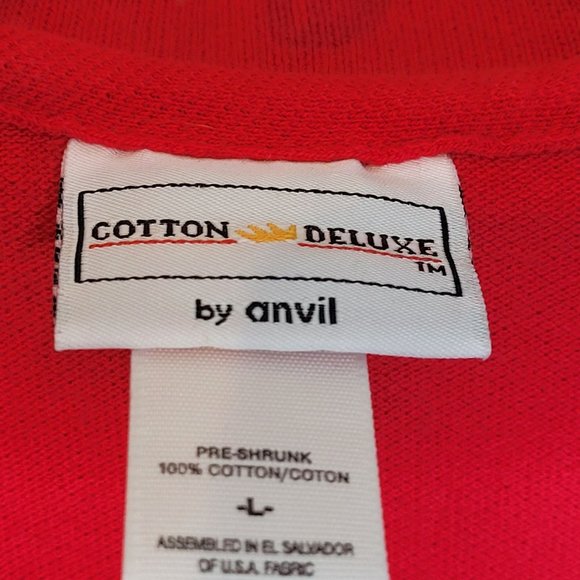 COTTON DELUXE TM
by anvil
PRE-SHRUNK
100% COTTON/COTON
-L-
ASSEMBLED IN EL SALVADOR
OF U.S.A. FABRIC